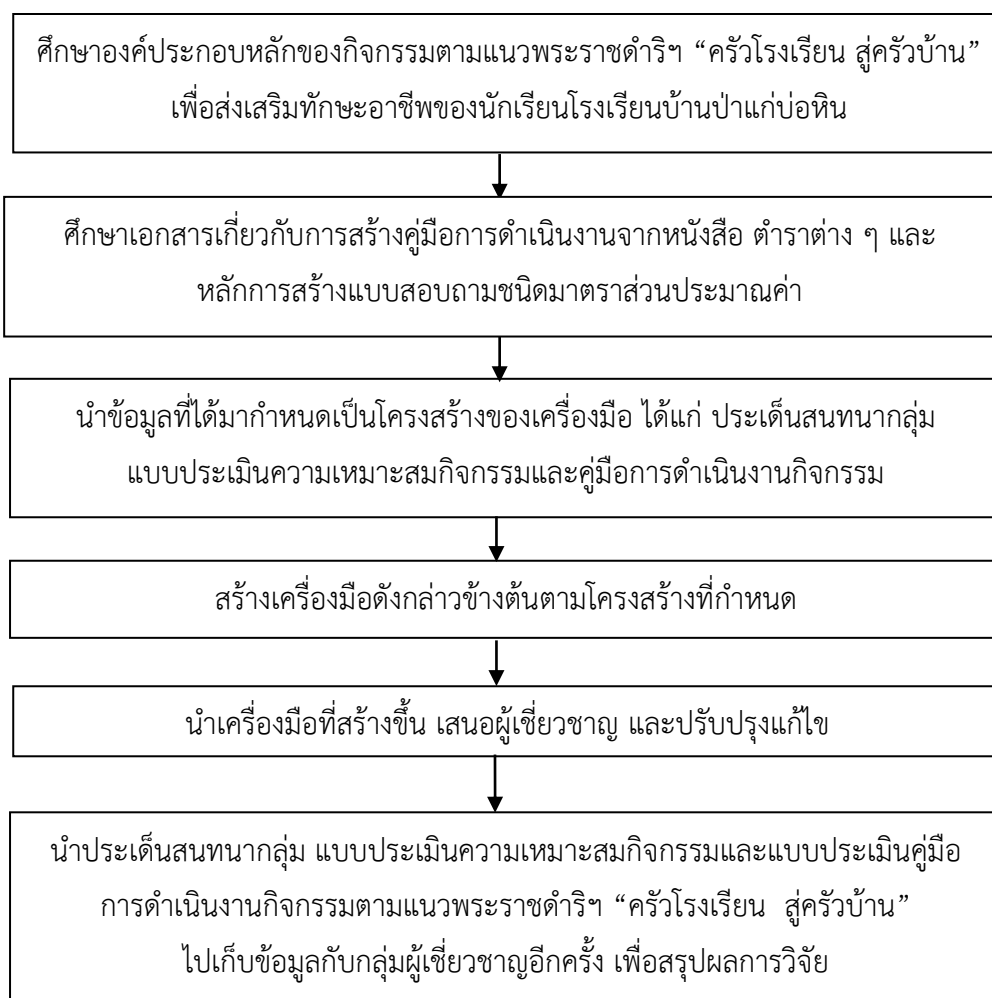 ศึกษาองค์ประกอบหลักของกิจกรรมตามแนวพระราชดำริฯ “ครัวโรงเรียน สู่ครัวบ้าน”
เพื่อส่งเสริมทักษะอาชีพของนักเรียนโรงเรียนบ้านป่าแก่บ่อหิน
ศึกษาเอกสารเกี่ยวกับการสร้างคู่มือการดำเนินงานจากหนังสือ ตำราต่าง ๆ และ
หลักการสร้างแบบสอบถามชนิดมาตราส่วนประมาณค่า
นำข้อมูลที่ได้มากำหนดเป็นโครงสร้างของเครื่องมือ ได้แก่ ประเด็นสนทนากลุ่ม
แบบประเมินความเหมาะสมกิจกรรมและคู่มือการดำเนินงานกิจกรรม
สร้างเครื่องมือดังกล่าวข้างต้นตามโครงสร้างที่กำหนด
นำเครื่องมือที่สร้างขึ้น เสนอผู้เชี่ยวชาญ และปรับปรุงแก้ไข
นำประเด็นสนทนากลุ่ม แบบประเมินความเหมาะสมกิจกรรมและแบบประเมินคู่มือ
การดำเนินงานกิจกรรมตามแนวพระราชดำริฯ “ครัวโรงเรียน สู่ครัวบ้าน”
ไปเก็บข้อมูลกับกลุ่มผู้เชี่ยวชาญอีกครั้ง เพื่อสรุปผลการวิจัย